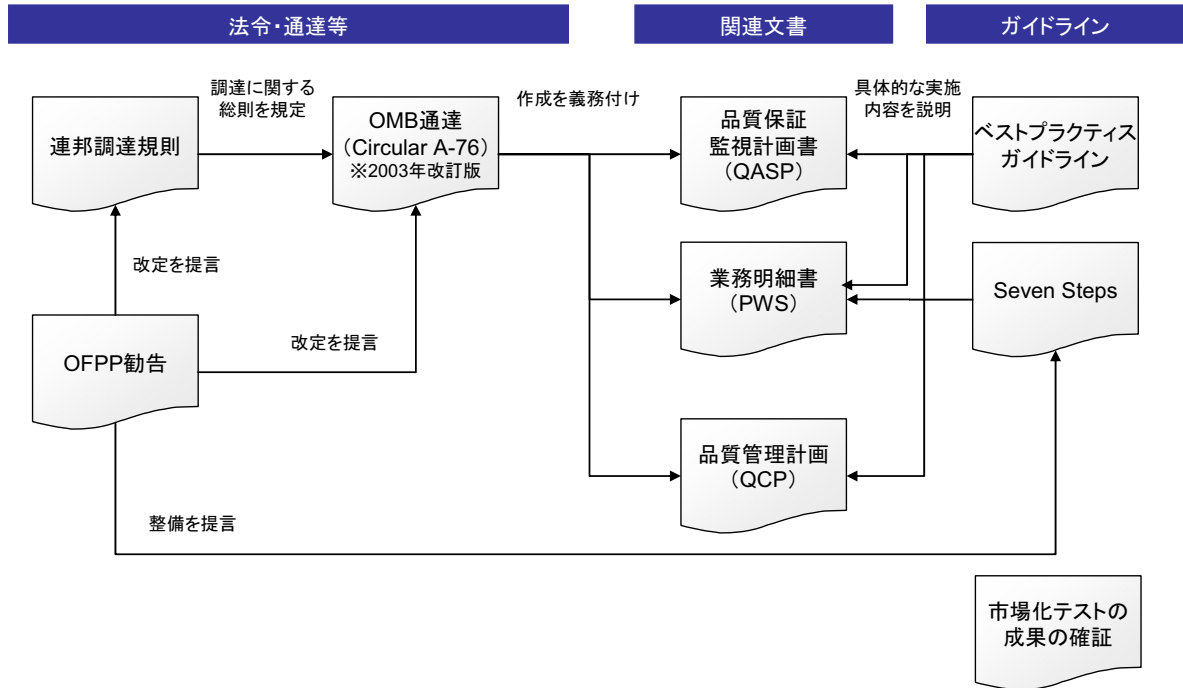 法令・通達等
関連文書
ガイドライン
調達に関する
総則を規定
作成を義務付け
具体的な実施
内容を説明
連邦調達規則
OMB通達
(Circular A-76)
※2003年改訂版
品質保証
監視計画書
(QASP)
ベストプラクティス
ガイドライン
改定を提言
業務明細書
(PWS)
Seven Steps
OFPP勧告
改定を提言
品質管理計画
(QCP)
整備を提言
市場化テストの
成果の確証